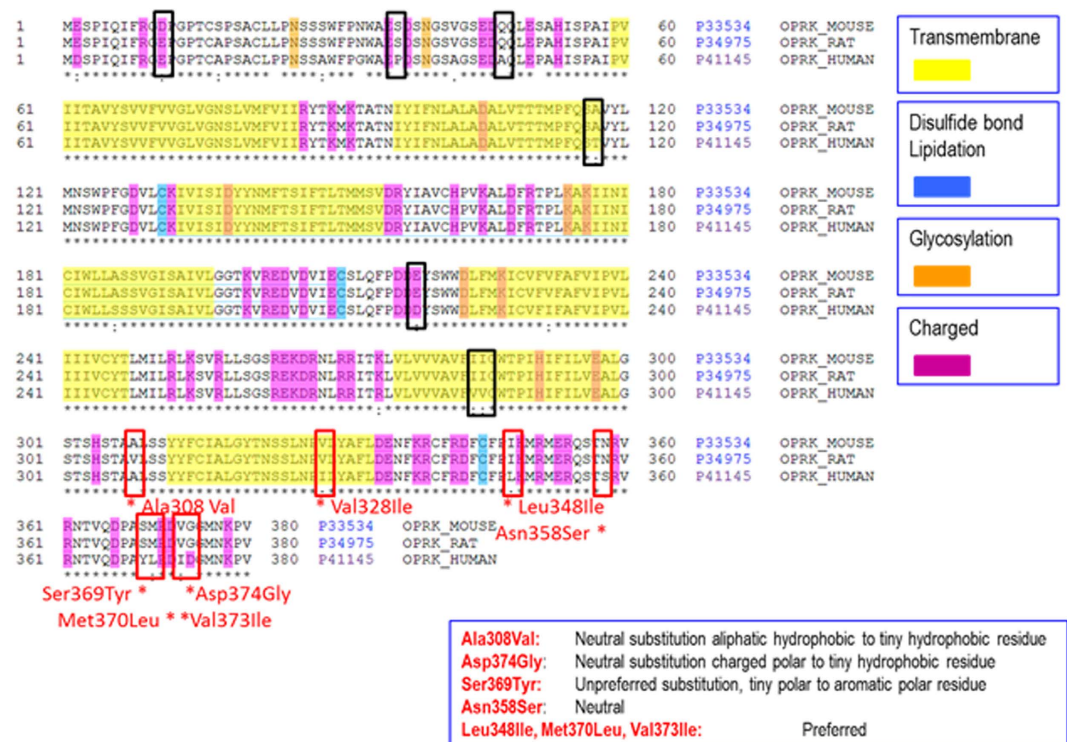 1 MESPIQIFRGDPGPTCSPSACLLPNSSSWFPNWAESDSNGSVGSEDQQLESAHISPAIPV 60 P33534 OPRK_MOUSE
1 MESPIQIFRGEPGPTCAPSACLLPNSSSWFPNWAESDSNGSVGSEDQQLEPAHISPAIPV 60 P34975 OPRK_RAT
1 MDSPIQIFRGEPGPTCAPSACLPPNSSAWFPGWAEPDSNGSAGSEDAQLEPAHISPAIPV 60 P41145 OPRK_HUMAN
61 IITAVYSVVFVVGLVGNSLVMFVIIRYTKMKTATNIYIFNLALADALVTTTMPFQSAVYL 120 P33534 OPRK_MOUSE
61 IITAVYSVVFVVGLVGNSLVMFVIIRYTKMKTATNIYIFNLALADALVTTTMPFQSAVYL 120 P34975 OPRK_RAT
61 IITAVYSVVFVVGLVGNSLVMFVIIRYTKMKTATNIYIFNLALADALVTTTMPFQSTVYL 120 P41145 OPRK_HUMAN
121 MNSWPFGDVLCKIVISIDYYNMFTSIFTLTMMSVDRYIAVCHPVKALDFRTPLKAKIINI 180 P33534 OPRK_MOUSE
121 MNSWPFGDVLCKIVISIDYYNMFTSIFTLTMMSVDRYIAVCHPVKALDFRTPLKAKIINI 180 P34975 OPRK_RAT
121 MNSWPFGDVLCKIVISIDYYNMFTSIFTLTMMSVDRYIAVCHPVKALDFRTPLKAKIINI 180 P41145 OPRK_HUMAN
181 CIWLLASSVGISAIVLGGTKVREDVDVIECSLQFPDDEYSWWDLFMKICVFVFAFVIPVL 240 P33534 OPRK_MOUSE
181 CIWLLASSVGISAIVLGGTKVREDVDVIECSLQFPDDEYSWWDLFMKICVFVFAFVIPVL 240 P34975 OPRK_RAT
181 CIWLLSSSVGISAIVLGGTKVREDVDVIECSLQFPDDDYSWWDLFMKICVFIFAFVIPVL 240 P41145 OPRK_HUMAN
241 IIIVCYTLMILRLKSVRLLSGSREKDRNLRRITKLVLVVVAVFIICWTPIHIFILVEALG 300 P33534 OPRK_MOUSE
241 IIIVCYTLMILRLKSVRLLSGSREKDRNLRRITKLVLVVVAVFIICWTPIHIFILVEALG 300 P34975 OPRK_RAT
241 IIIVCYTLMILRLKSVRLLSGSREKDRNLRRITRLVLVVVAVFVVCWTPIHIFILVEALG 300 P41145 OPRK_HUMAN
301 STSHSTAALSSYYFCIALGYTNSSLNPVLYAFLDENFKRCFRDFCFPIKMRMERQSTNRV 360 P33534 OPRK_MOUSE
301 STSHSTAVLSSYYFCIALGYTNSSLNPVLYAFLDENFKRCFRDFCFPIKMRMERQSTNRV 360 P34975 OPRK_RAT
301 STSHSTAALSSYYFCIALGYTNSSLNPILYAFLDENFKRCFRDFCFPLKMRMERQSTSRV 360 P41145 OPRK_HUMAN
* Ala308 Val * Val328Ile * Leu348Ile
Asn358Ser *
361 RNTVQDPASMRDVGGMNKPV 380 P33534 OPRK_MOUSE
361 RNTVQDPASMRDVGGMNKPV 380 P34975 OPRK_RAT
361 RNTVQDPAYLRDIDGMNKPV 380 P41145 OPRK_HUMAN
Ser369Tyr * *Asp374Gly
Met370Leu * *Val373Ile
Transmembrane
Disulfide bond
Lipidation
Glycosylation
Charged
Ala308Val: Neutral substitution aliphatic hydrophobic to tiny hydrophobic residue
Asp374Gly: Neutral substitution charged polar to tiny hydrophobic residue
Ser369Tyr: Unpreferred substitution, tiny polar to aromatic polar residue
Asn358Ser: Neutral
Leu348Ile, Met370Leu, Val373Ile: Preferred